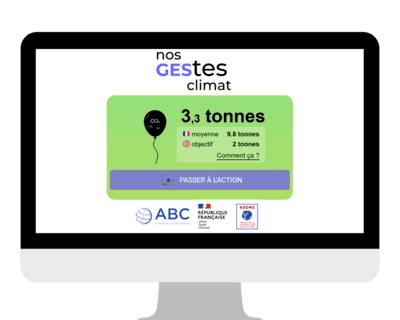 nos
GEStes
climat
CO₂
3,3 tonnes
moyenne 9.8 tonnes
objectif 2 tonnes
Comment ça ?
PASSER À L'ACTION
ABC
RÉPUBLIQUE
FRANÇAISE
Liberté
Égalité
Fraternité
ADEME